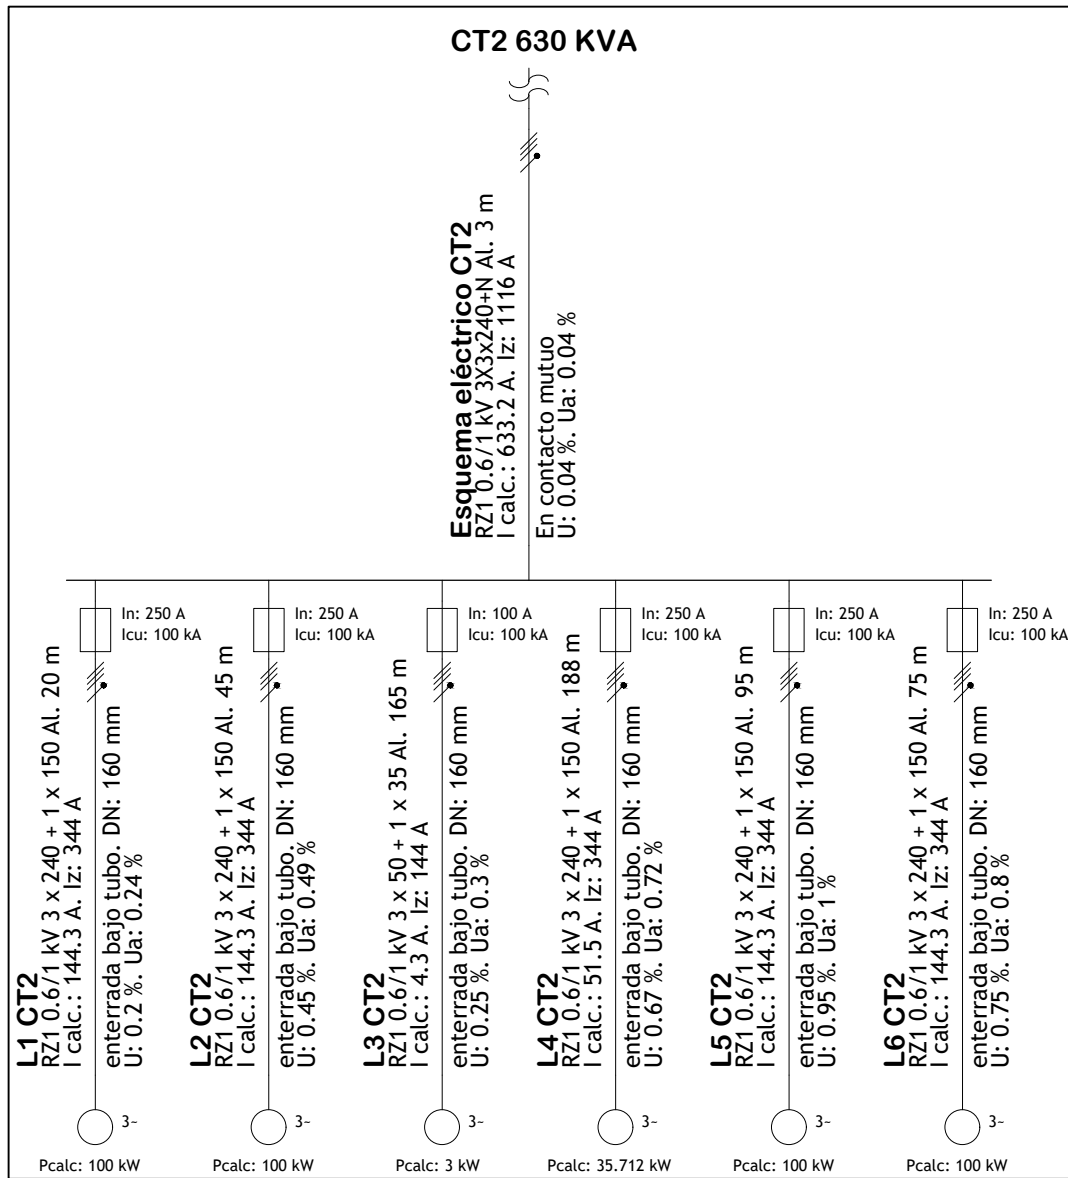 CT2 630 KVA
Esquema eléctrico CT2
RZ1 0.6/1 kV 3X3x240+N Al. 3 m
I calc.: 633.2 A. Iz: 1116 A
En contacto mutuo
U: 0.04 %. Ua: 0.04 %
In: 250 A
Icu: 100 kA
L1 CT2
RZ1 0.6/1 kV 3 x 240 + 1 x 150 Al. 20 m
I calc.: 144.3 A. Iz: 344 A
enterrada bajo tubo. DN: 160 mm
U: 0.2 %. Ua: 0.24 %
3~
Pcalc: 100 kW
In: 250 A
Icu: 100 kA
L2 CT2
RZ1 0.6/1 kV 3 x 240 + 1 x 150 Al. 45 m
I calc.: 144.3 A. Iz: 344 A
enterrada bajo tubo. DN: 160 mm
U: 0.45 %. Ua: 0.49 %
3~
Pcalc: 100 kW
In: 100 A
Icu: 100 kA
L3 CT2
RZ1 0.6/1 kV 3 x 50 + 1 x 35 Al. 165 m
I calc.: 4.3 A. Iz: 144 A
enterrada bajo tubo. DN: 160 mm
U: 0.25 %. Ua: 0.3 %
3~
Pcalc: 3 kW
In: 250 A
Icu: 100 kA
L4 CT2
RZ1 0.6/1 kV 3 x 240 + 1 x 150 Al. 188 m
I calc.: 51.5 A. Iz: 344 A
enterrada bajo tubo. DN: 160 mm
U: 0.67 %. Ua: 0.72 %
3~
Pcalc: 35.712 kW
In: 250 A
Icu: 100 kA
L5 CT2
RZ1 0.6/1 kV 3 x 240 + 1 x 150 Al. 95 m
I calc.: 144.3 A. Iz: 344 A
enterrada bajo tubo. DN: 160 mm
U: 0.95 %. Ua: 1 %
3~
Pcalc: 100 kW
In: 250 A
Icu: 100 kA
L6 CT2
RZ1 0.6/1 kV 3 x 240 + 1 x 150 Al. 75 m
I calc.: 144.3 A. Iz: 344 A
enterrada bajo tubo. DN: 160 mm
U: 0.75 %. Ua: 0.8 %
3~
Pcalc: 100 kW